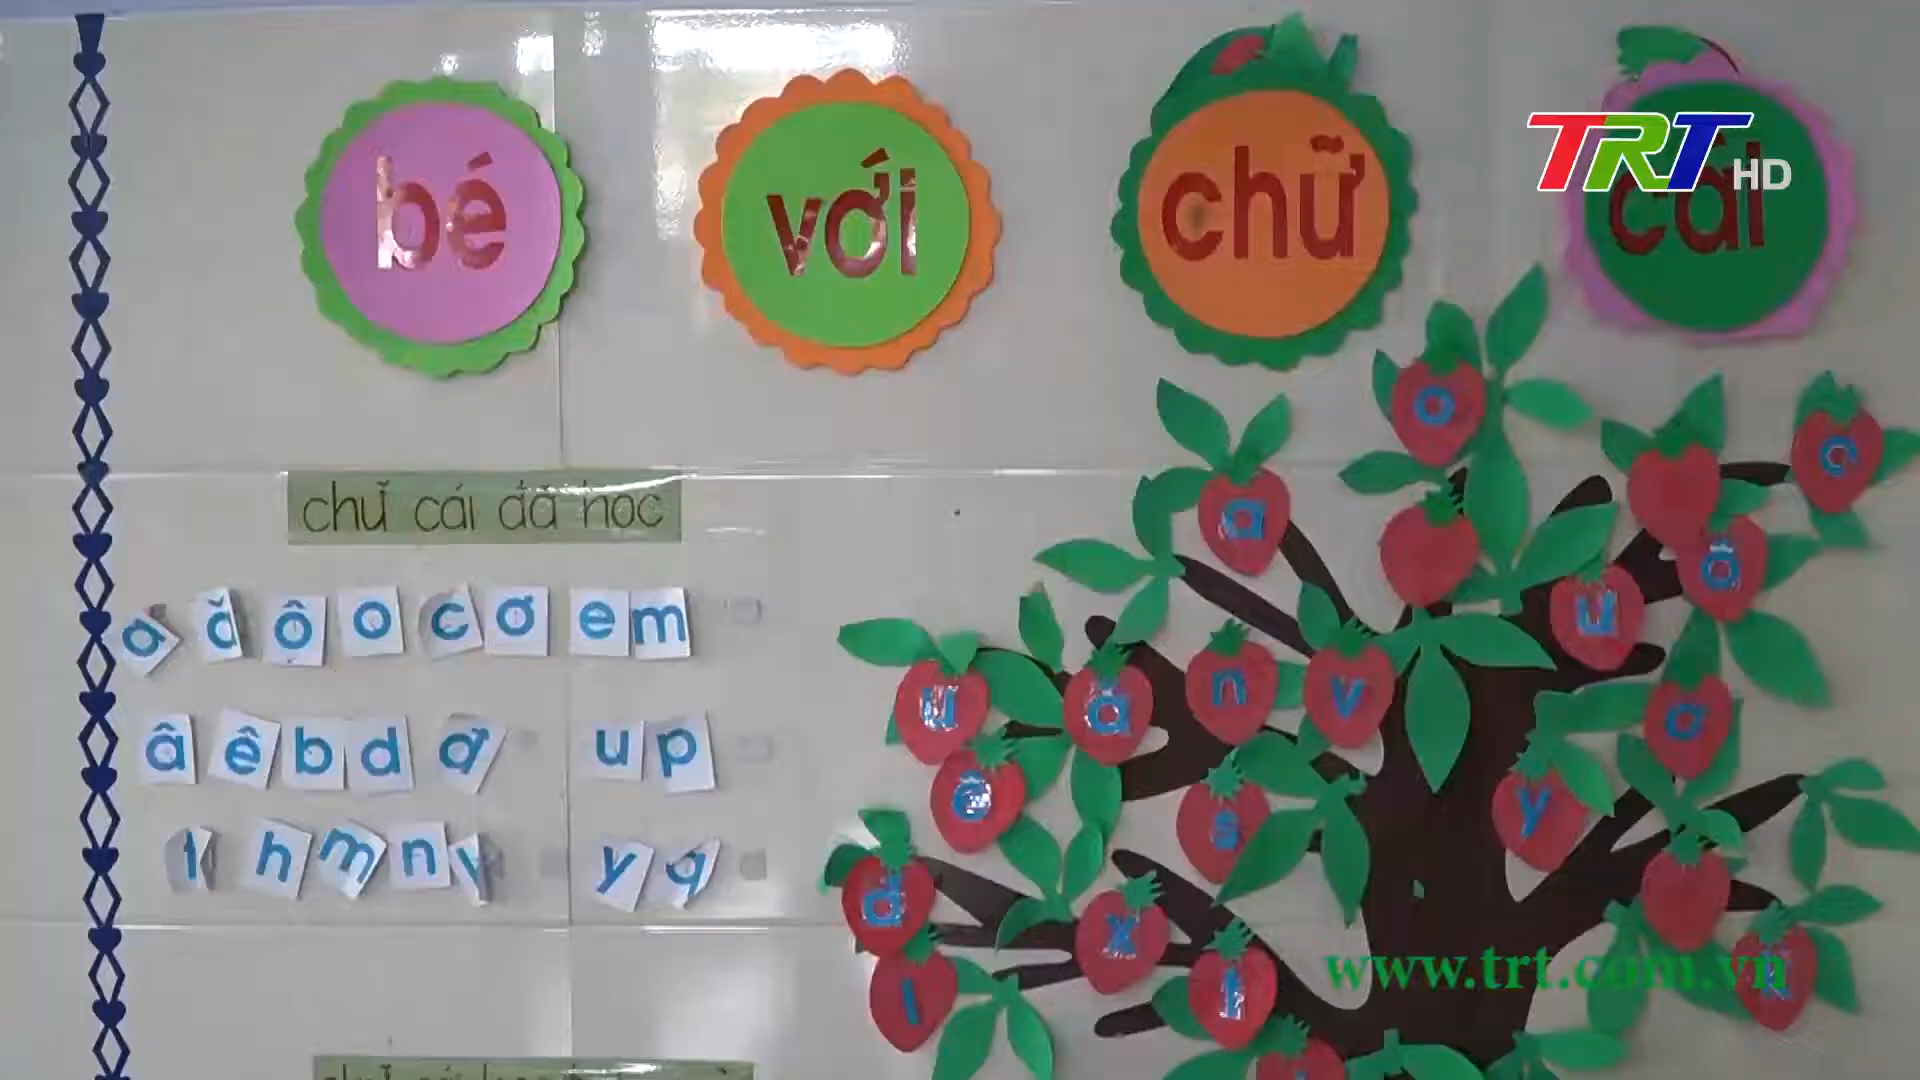 bé với chữ cái
TRT HD
chữ cái đã học
a ă ô o c ơ e m
â ê b d ơ u p
l h m n v y q
o
c
a
ô
u
ư ă n v ơ
ê s y
đ x
l t k
www.trt.com.vn